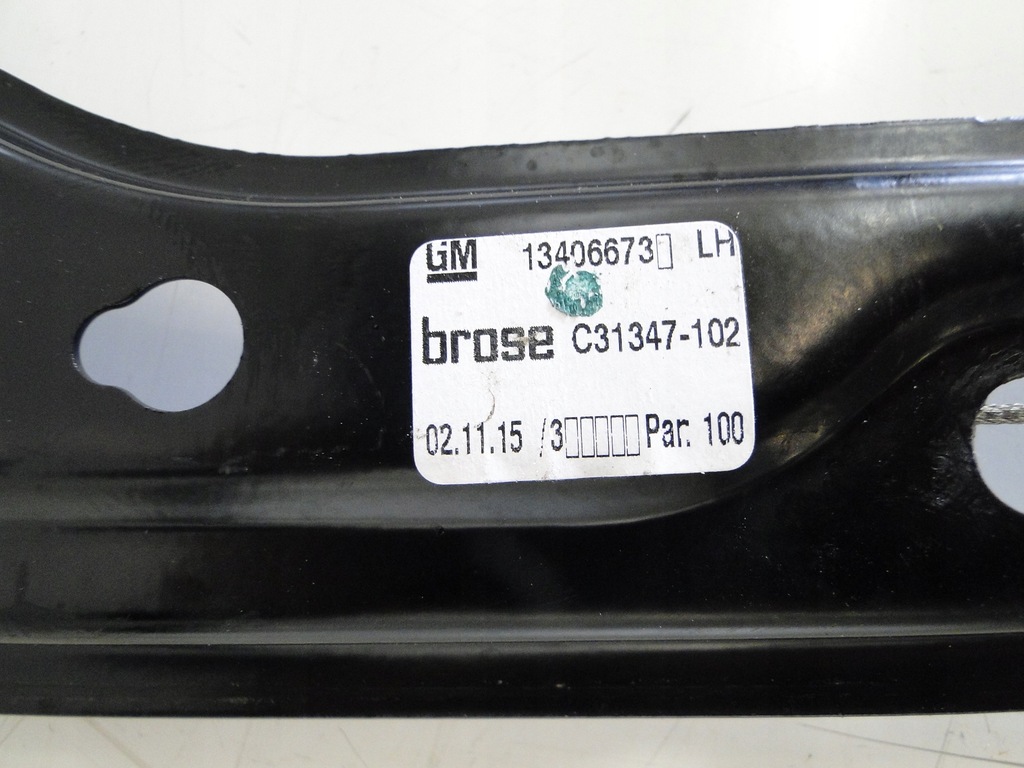 GM 13406673▯ LH
brose C31347-102
02.11.15 /3▯▯▯▯▯ Par. 100